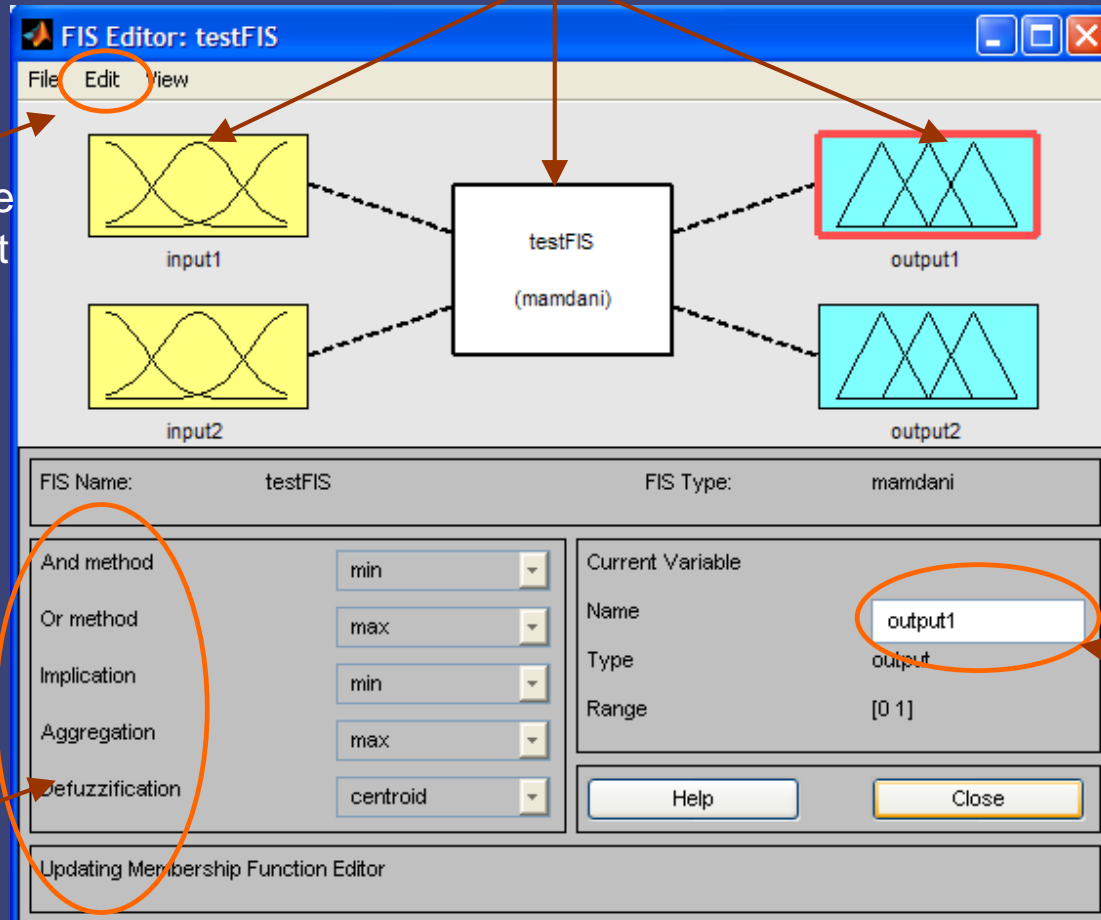 FIS Editor: testFIS
File Edit View
e
t
input1
testFIS
(mamdani)
output1
input2
output2
FIS Name: testFIS FIS Type: mamdani
And method min
Or method max
Implication min
Aggregation max
Defuzzification centroid
Current Variable
Name output1
Type output
Range [0 1]
Help Close
Updating Membership Function Editor